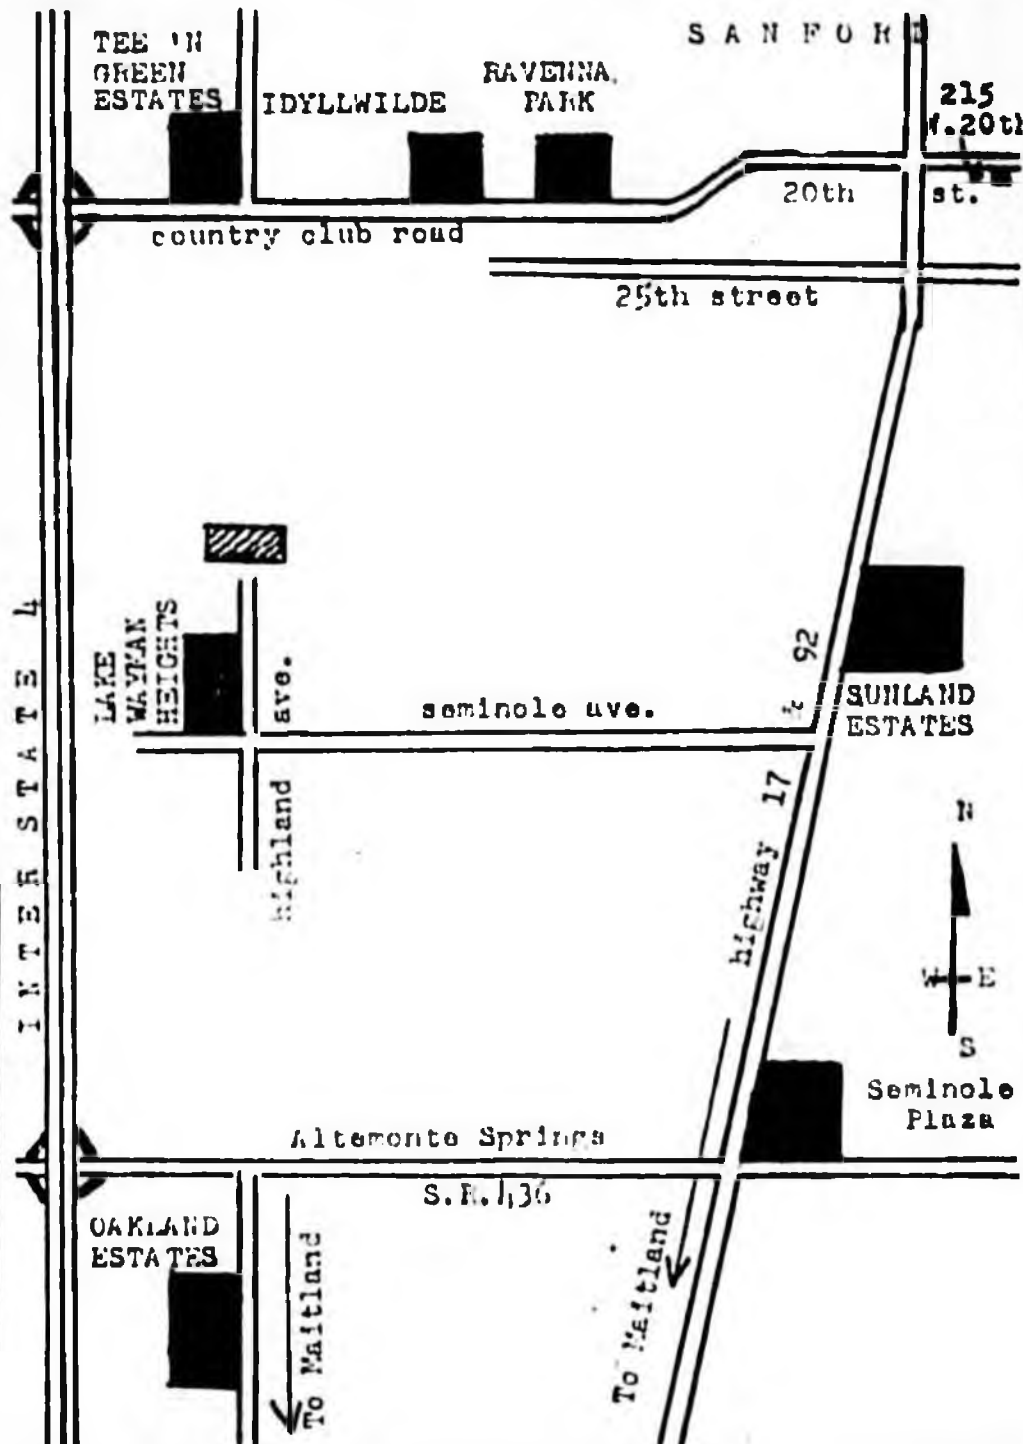 SANFORD
TEE 'N
GREEN
ESTATES
IDYLLWILDE
RAVENNA
PARK
215
W.20th
20th st.
country club road
25th street
INTERSTATE 4
LAKE
WAYMAN
HEIGHTS
highland ave.
seminole ave.
highway 17 & 92
SUNLAND
ESTATES
N
W E
S
Seminole
Plaza
Altemonte Springs
S.R.436
OAKLAND
ESTATES
To Maitland
To Maitland